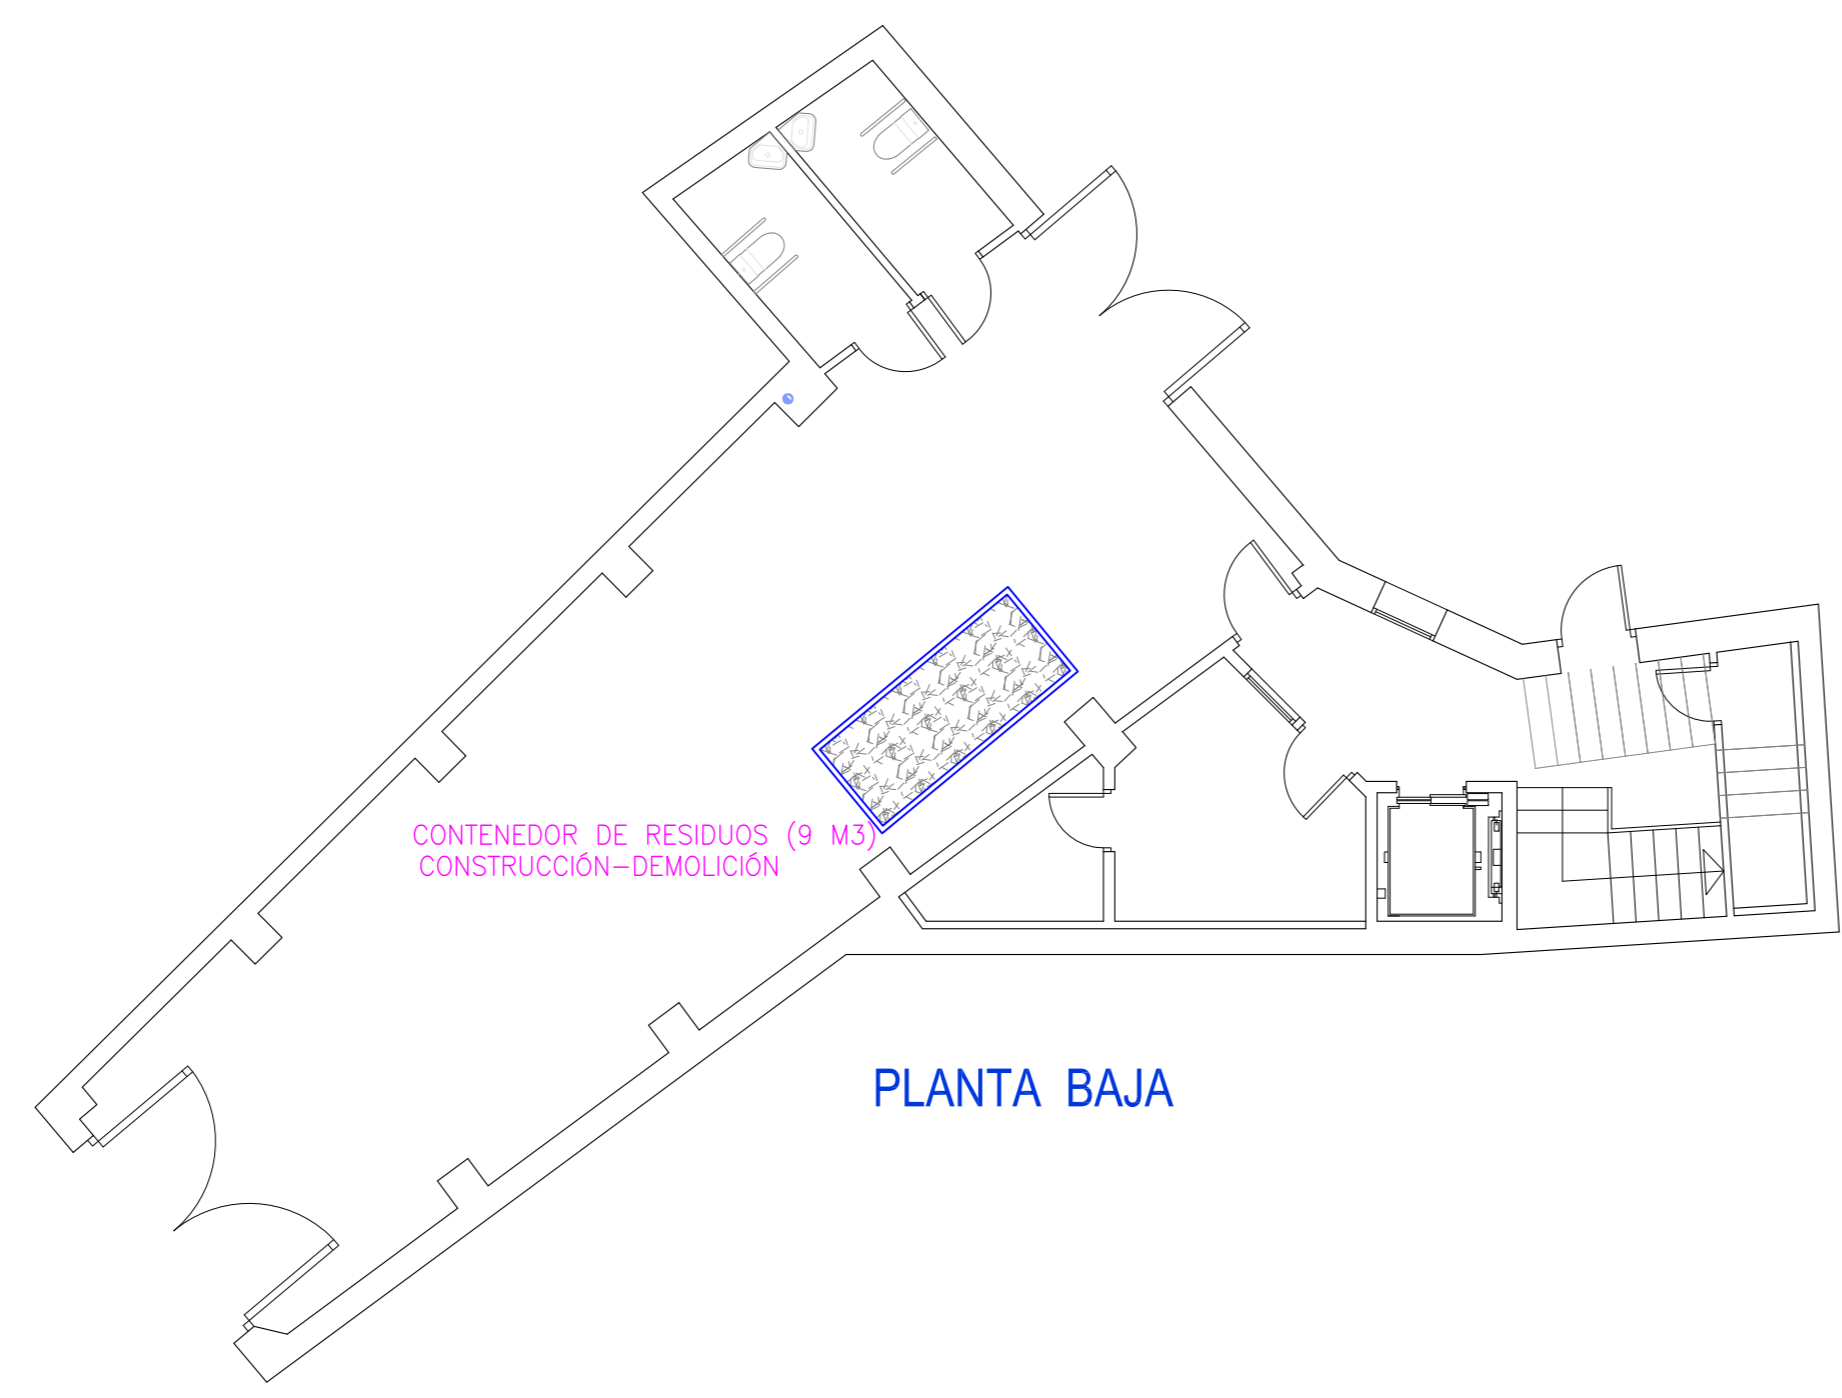 CONTENEDOR DE RESIDUOS (9 M3)
CONSTRUCCIÓN-DEMOLICIÓN
PLANTA BAJA